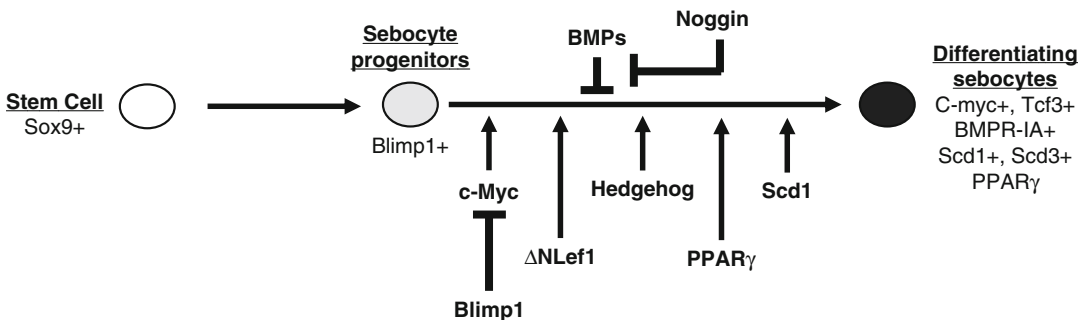 Stem Cell
Sox9+
Sebocyte
progenitors
Blimp1+
BMPs
Noggin
c-Myc
Blimp1
ΔNLef1
Hedgehog
PPARγ
Scd1
Differentiating
sebocytes
C-myc+, Tcf3+
BMPR-IA+
Scd1+, Scd3+
PPARγ